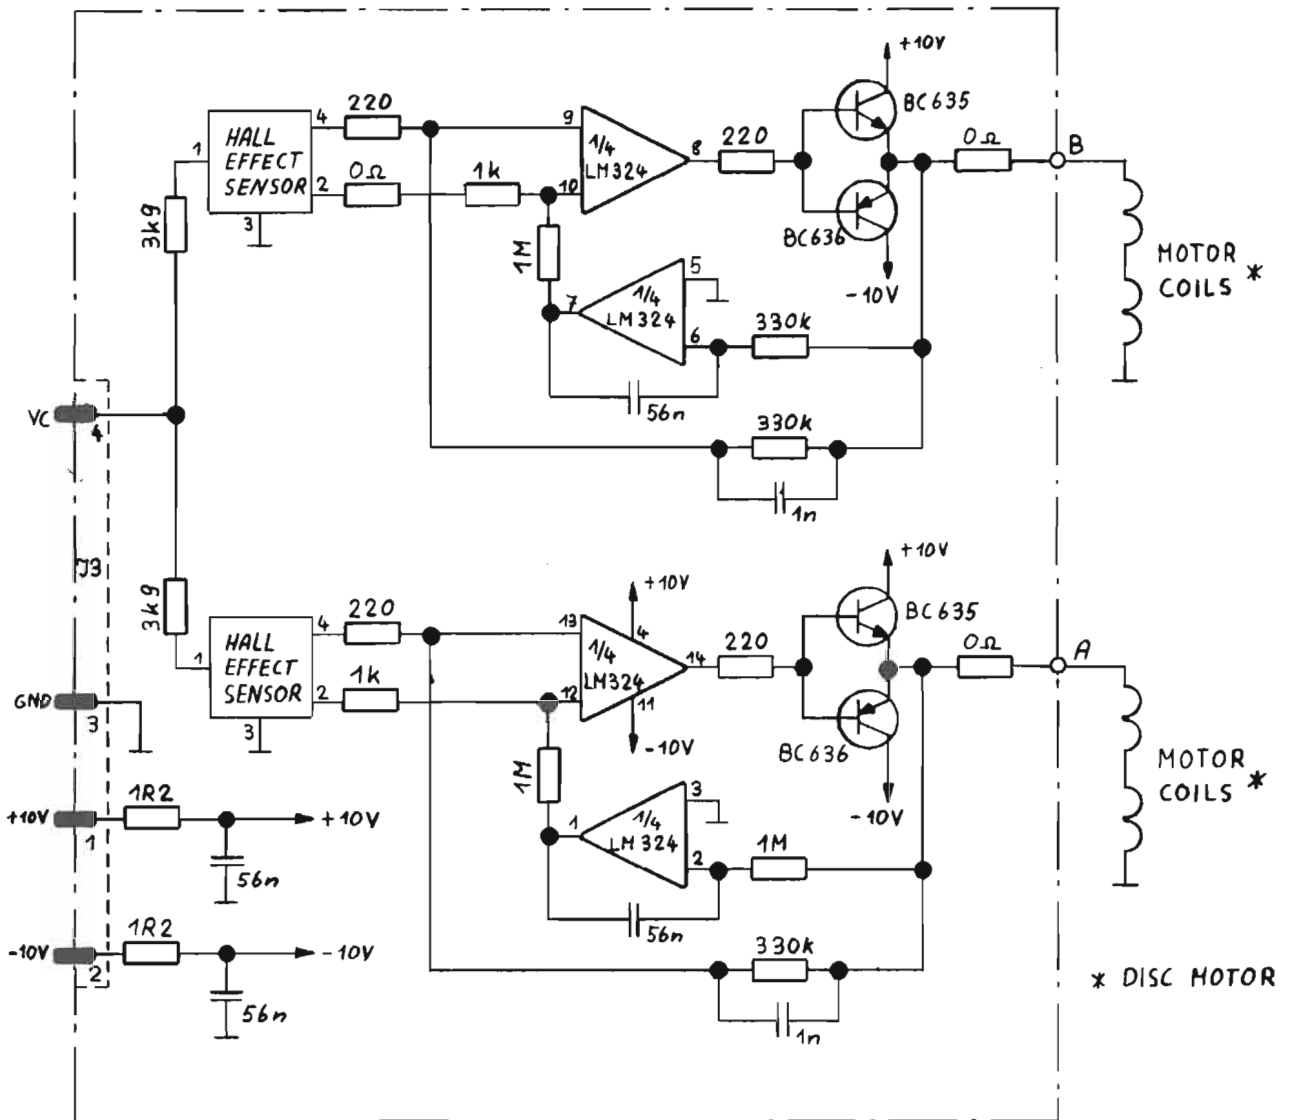 +10V
BC635
220
4
HALL
EFFECT
SENSOR
1
2
3
0Ω
1k
9
10
1/4
LM324
8
220
0Ω
B
BC636
-10V
MOTOR
COILS *
3k9
1M
7
1/4
LM324
5
6
330k
56n
330k
1n
VC
4
J3
3k9
+10V
BC635
220
4
HALL
EFFECT
SENSOR
1
2
3
1k
13
12
1/4
LM324
+10V
4
11
-10V
14
220
0Ω
A
BC636
-10V
MOTOR
COILS *
GND
3
1M
1
1/4
LM324
3
2
1M
56n
330k
1n
+10V
1
1R2
+10V
56n
-10V
2
1R2
-10V
56n
* DISC MOTOR